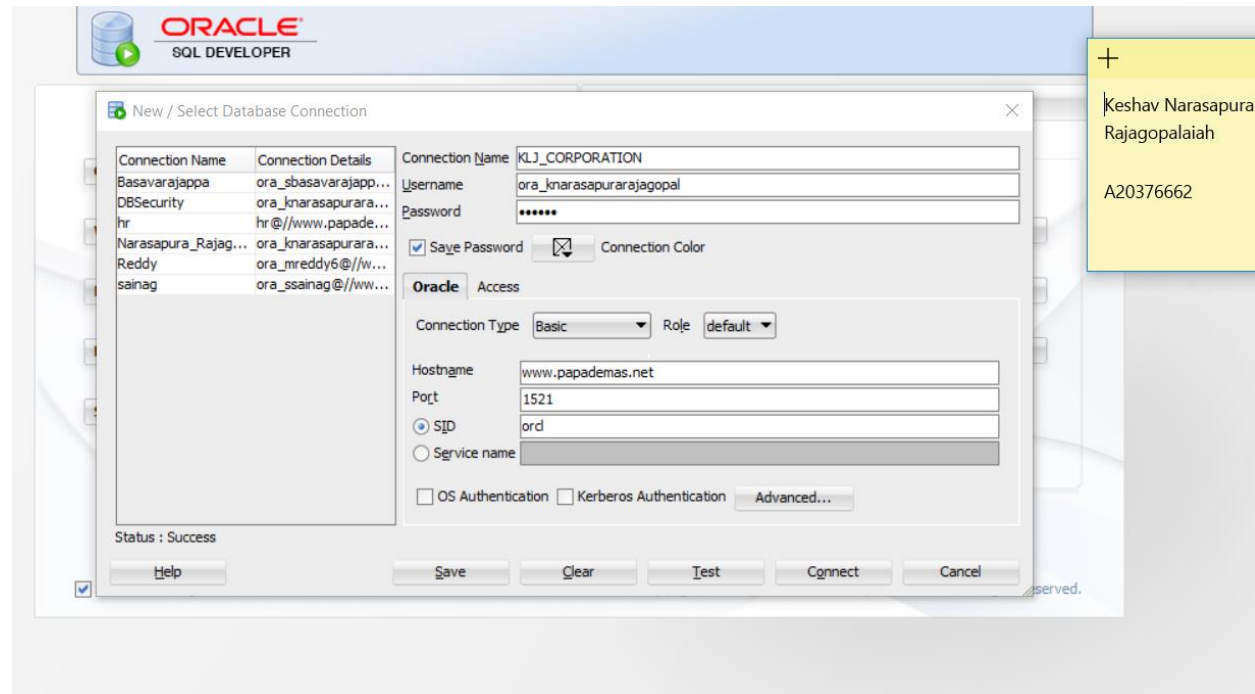 ORACLE
SQL DEVELOPER
New / Select Database Connection
Connection Name Connection Details
Basavarajappa ora_sbasavarajapp...
DBSecurity ora_knarasapurara...
hr hr@//www.papade...
Narasapura_Rajag... ora_knarasapurara...
Reddy ora_mreddy6@//w...
sainag ora_ssainag@//ww...
Connection Name KLJ_CORPORATION
Username ora_knarasapurarajagopal
Password ••••••
Save Password Connection Color
Oracle Access
Connection Type Basic Role default
Hostname www.papademas.net
Port 1521
SID orcl
Service name
OS Authentication Kerberos Authentication Advanced...
Status : Success
Help Save Clear Test Connect Cancel
Keshav Narasapura
Rajagopalaiah
A20376662